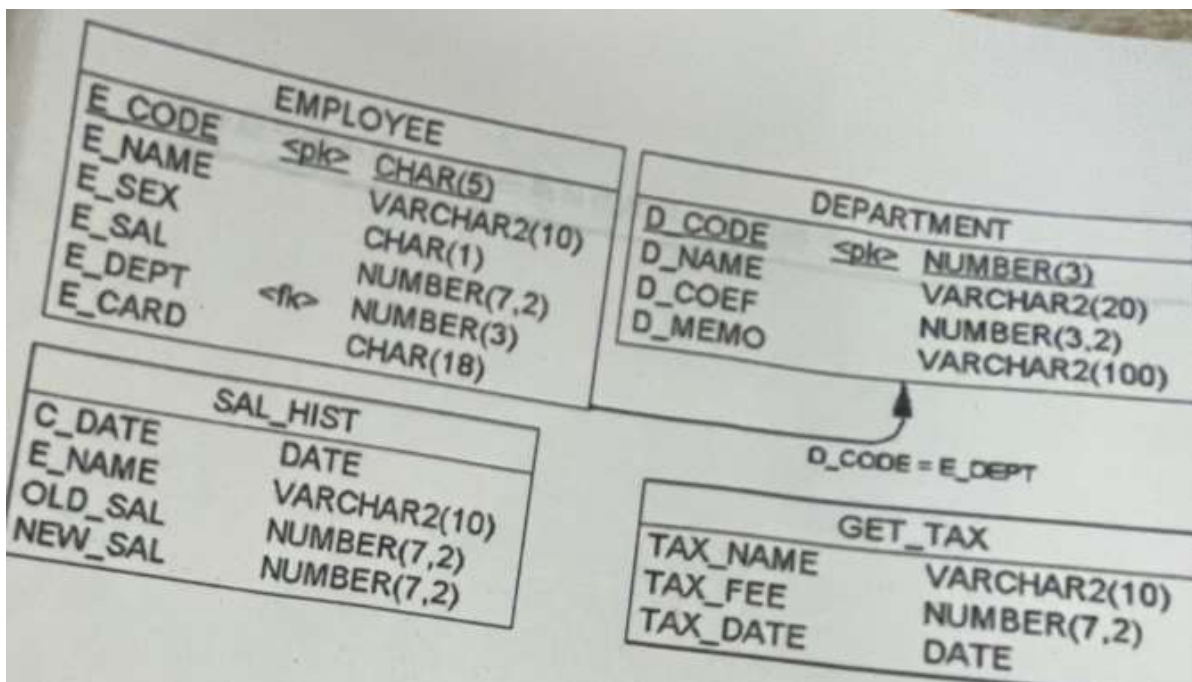 EMPLOYEE
E_CODE <pk> CHAR(5)
E_NAME VARCHAR2(10)
E_SEX CHAR(1)
E_SAL NUMBER(7,2)
E_DEPT <fk> NUMBER(3)
E_CARD CHAR(18)
DEPARTMENT
D_CODE <pk> NUMBER(3)
D_NAME VARCHAR2(20)
D_COEF NUMBER(3,2)
D_MEMO VARCHAR2(100)
D_CODE = E_DEPT
SAL_HIST
C_DATE DATE
E_NAME VARCHAR2(10)
OLD_SAL NUMBER(7,2)
NEW_SAL NUMBER(7,2)
GET_TAX
TAX_NAME VARCHAR2(10)
TAX_FEE NUMBER(7,2)
TAX_DATE DATE